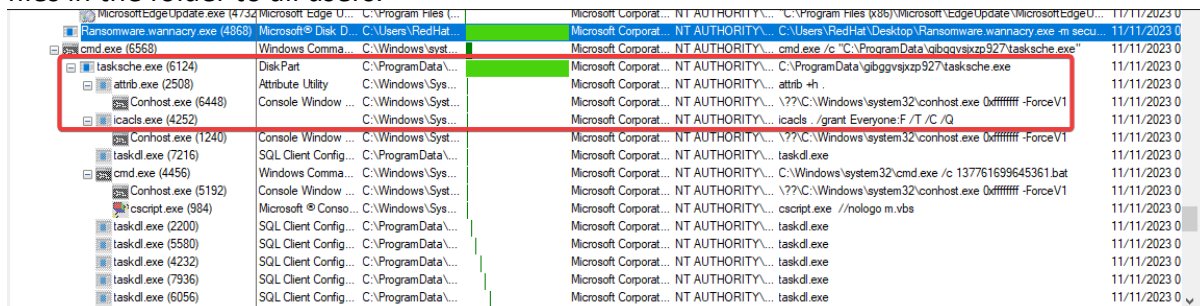 files in the folder to all users.
MicrosoftEdgeUpdate.exe (4732) Microsoft Edge U... C:\Program Files (... Microsoft Corporat... NT AUTHORITY\... "C:\Program Files (x86)\Microsoft\EdgeUpdate\MicrosoftEdgeU... 11/11/2023 0
Ransomware.wannacry.exe (4868) Microsoft® Disk D... C:\Users\RedHat... Microsoft Corporat... NT AUTHORITY\... C:\Users\RedHat\Desktop\Ransomware.wannacry.exe -m secu... 11/11/2023 0
cmd.exe (6568) Windows Comma... C:\Windows\syst... Microsoft Corporat... NT AUTHORITY\... cmd.exe /c "C:\ProgramData\gibggvsjxzp927\tasksche.exe" 11/11/2023 0
tasksche.exe (6124) DiskPart C:\ProgramData\... Microsoft Corporat... NT AUTHORITY\... C:\ProgramData\gibggvsjxzp927\tasksche.exe 11/11/2023 0
attrib.exe (2508) Attribute Utility C:\Windows\Sys... Microsoft Corporat... NT AUTHORITY\... attrib +h . 11/11/2023 0
Conhost.exe (6448) Console Window ... C:\Windows\Syst... Microsoft Corporat... NT AUTHORITY\... \??\C:\Windows\system32\conhost.exe 0xffffffff -ForceV1 11/11/2023 0
icacls.exe (4252) C:\Windows\Sys... Microsoft Corporat... NT AUTHORITY\... icacls . /grant Everyone:F /T /C /Q 11/11/2023 0
Conhost.exe (1240) Console Window ... C:\Windows\Syst... Microsoft Corporat... NT AUTHORITY\... \??\C:\Windows\system32\conhost.exe 0xffffffff -ForceV1 11/11/2023 0
taskdl.exe (7216) SQL Client Config... C:\ProgramData\... Microsoft Corporat... NT AUTHORITY\... taskdl.exe 11/11/2023 0
cmd.exe (4456) Windows Comma... C:\Windows\Sys... Microsoft Corporat... NT AUTHORITY\... C:\Windows\system32\cmd.exe /c 137761699645361.bat 11/11/2023 0
Conhost.exe (5192) Console Window ... C:\Windows\Syst... Microsoft Corporat... NT AUTHORITY\... \??\C:\Windows\system32\conhost.exe 0xffffffff -ForceV1 11/11/2023 0
cscript.exe (984) Microsoft ® Conso... C:\Windows\Sys... Microsoft Corporat... NT AUTHORITY\... cscript.exe //nologo m.vbs 11/11/2023 0
taskdl.exe (2200) SQL Client Config... C:\ProgramData\... Microsoft Corporat... NT AUTHORITY\... taskdl.exe 11/11/2023 0
taskdl.exe (5580) SQL Client Config... C:\ProgramData\... Microsoft Corporat... NT AUTHORITY\... taskdl.exe 11/11/2023 0
taskdl.exe (4232) SQL Client Config... C:\ProgramData\... Microsoft Corporat... NT AUTHORITY\... taskdl.exe 11/11/2023 0
taskdl.exe (7936) SQL Client Config... C:\ProgramData\... Microsoft Corporat... NT AUTHORITY\... taskdl.exe 11/11/2023 0
taskdl.exe (6056) SQL Client Config... C:\ProgramData\... Microsoft Corporat... NT AUTHORITY\... taskdl.exe 11/11/2023 0